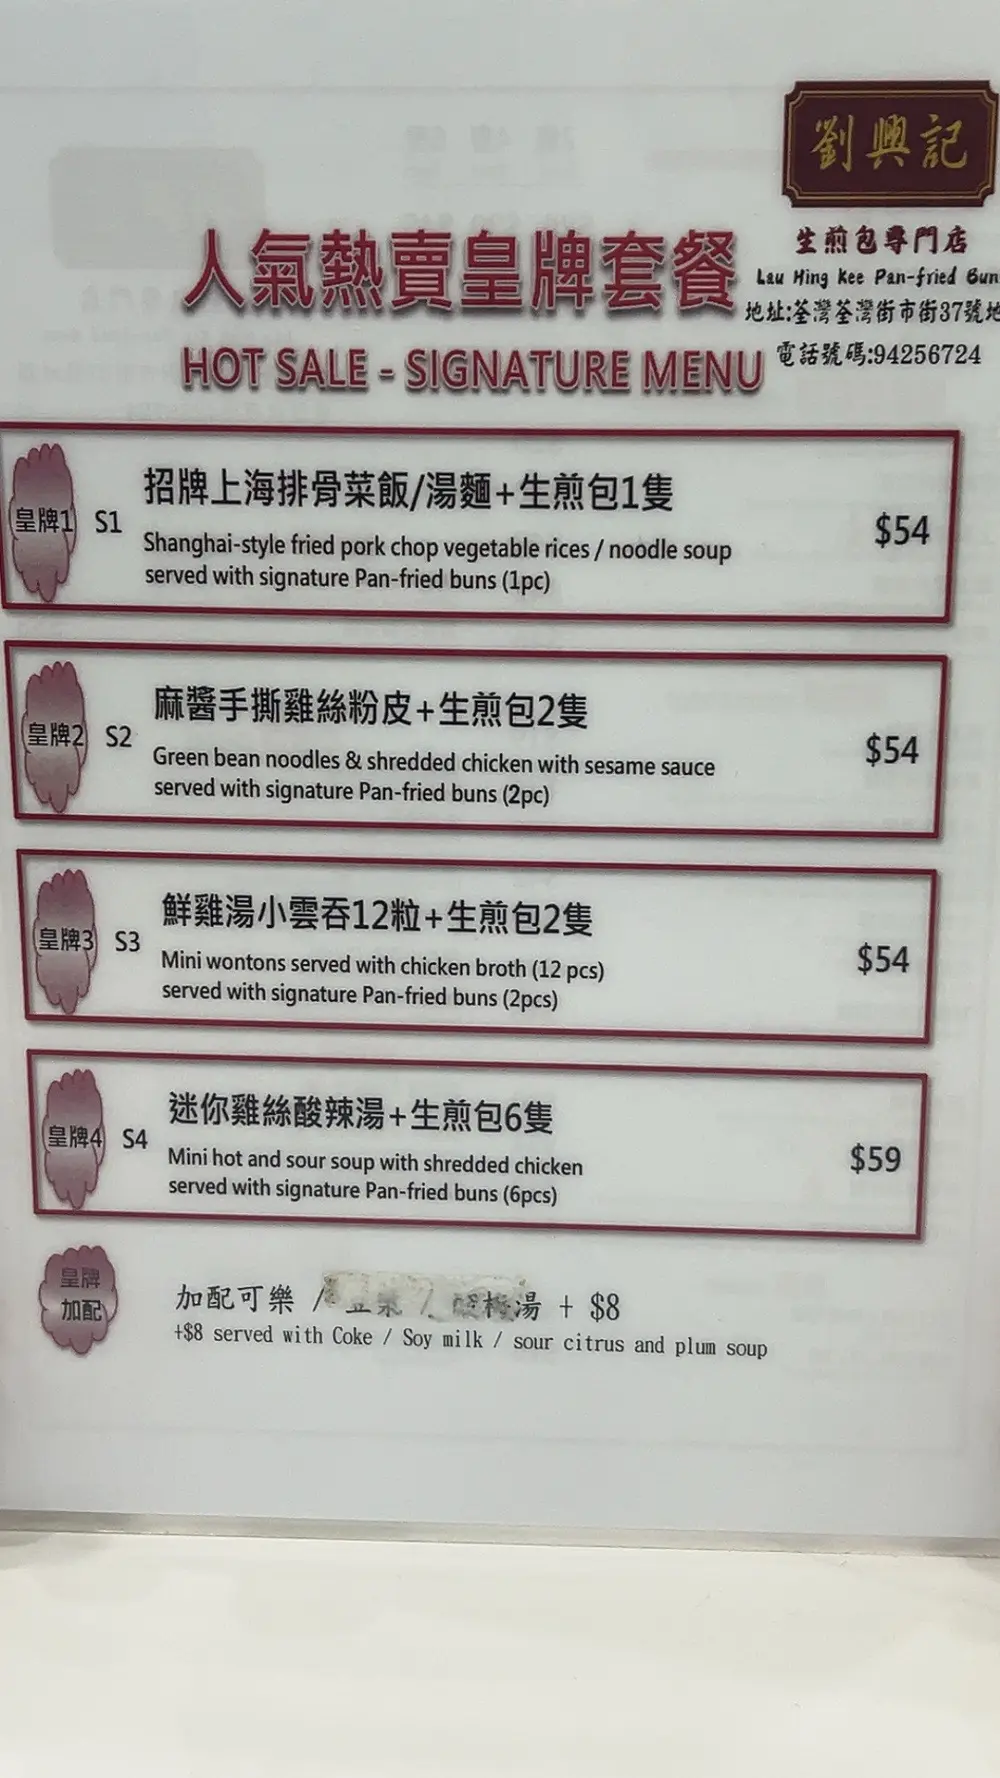 劉興記
生煎包專門店
Lau Hing Kee Pan-fried Bun
地址:荃灣荃灣街市街37號地
電話號碼:94256724
人氣熱賣皇牌套餐
HOT SALE - SIGNATURE MENU
皇牌1 S1
招牌上海排骨菜飯/湯麵+生煎包1隻
$54
Shanghai-style fried pork chop vegetable rices / noodle soup
served with signature Pan-fried buns (1pc)
皇牌2 S2
麻醬手撕雞絲粉皮+生煎包2隻
$54
Green bean noodles & shredded chicken with sesame sauce
served with signature Pan-fried buns (2pc)
皇牌3 S3
鮮雞湯小雲吞12粒+生煎包2隻
$54
Mini wontons served with chicken broth (12 pcs)
served with signature Pan-fried buns (2pcs)
皇牌4 S4
迷你雞絲酸辣湯+生煎包6隻
$59
Mini hot and sour soup with shredded chicken
served with signature Pan-fried buns (6pcs)
皇牌
加配
加配可樂 / 豆漿 / 湯 + $8
+$8 served with Coke / Soy milk / sour citrus and plum soup